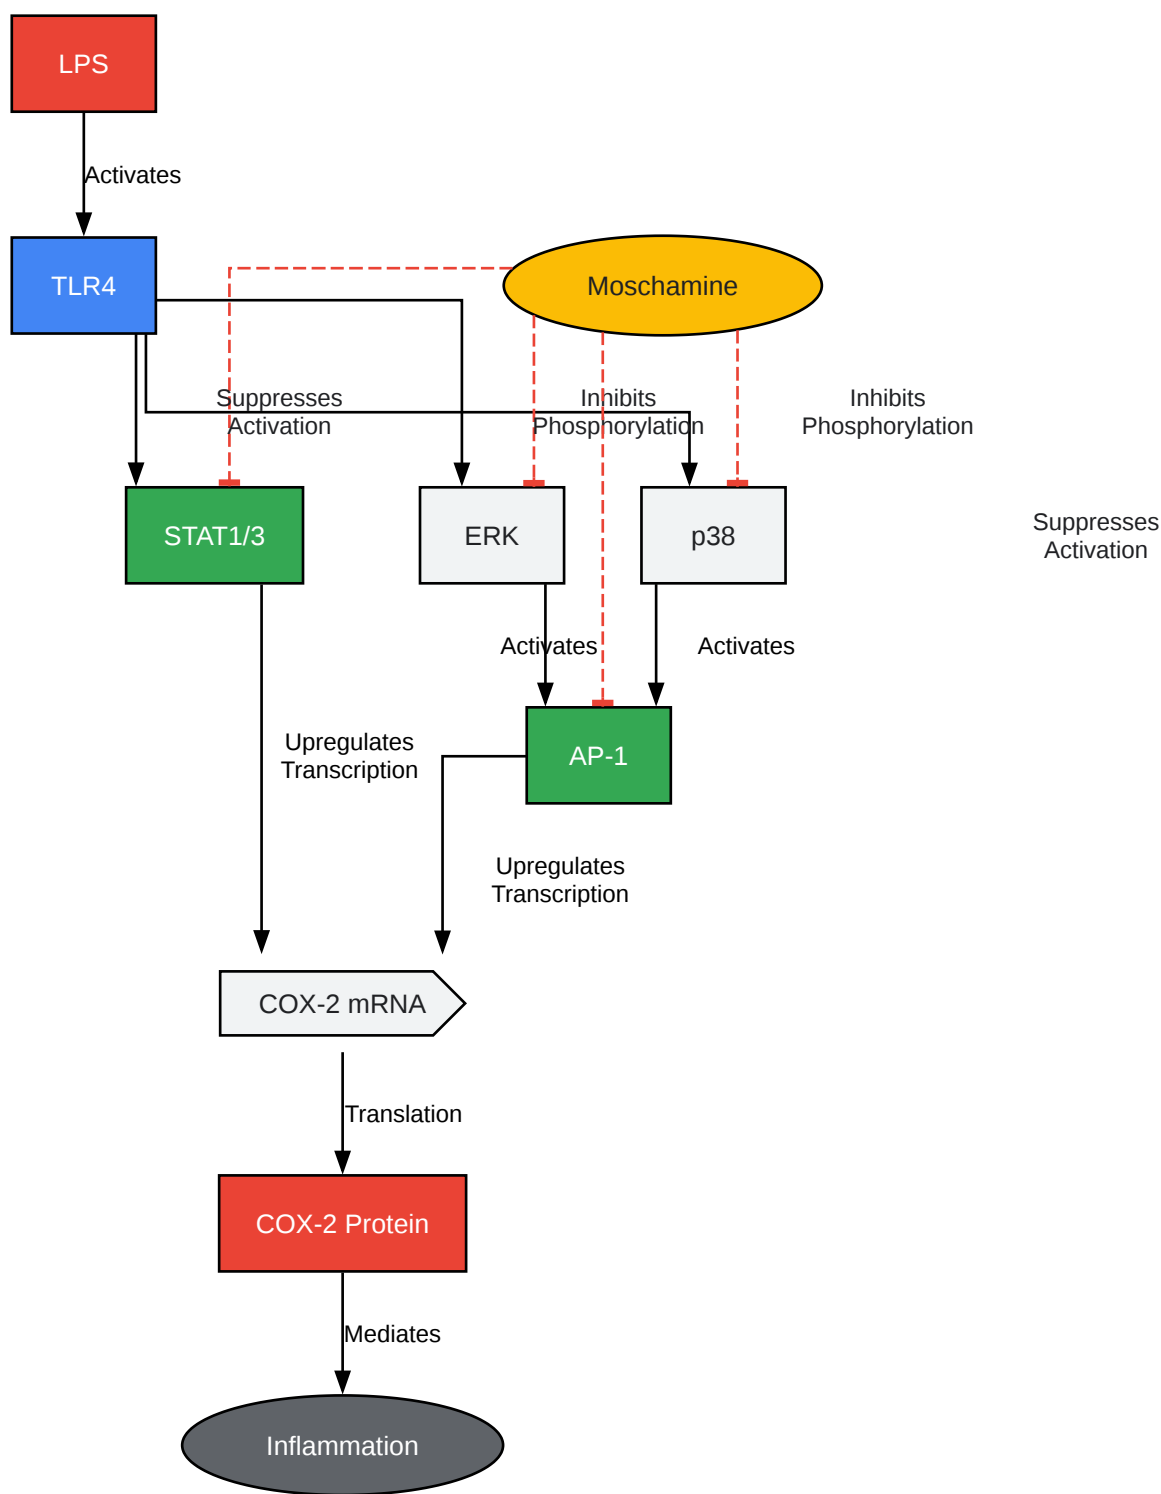 LPS
Activates
TLR4
Moschamine
Suppresses
Activation
Inhibits
Phosphorylation
Inhibits
Phosphorylation
STAT1/3
ERK
p38
Suppresses
Activation
Activates
Activates
Upregulates
Transcription
AP-1
Upregulates
Transcription
COX-2 mRNA
Translation
COX-2 Protein
Mediates
Inflammation